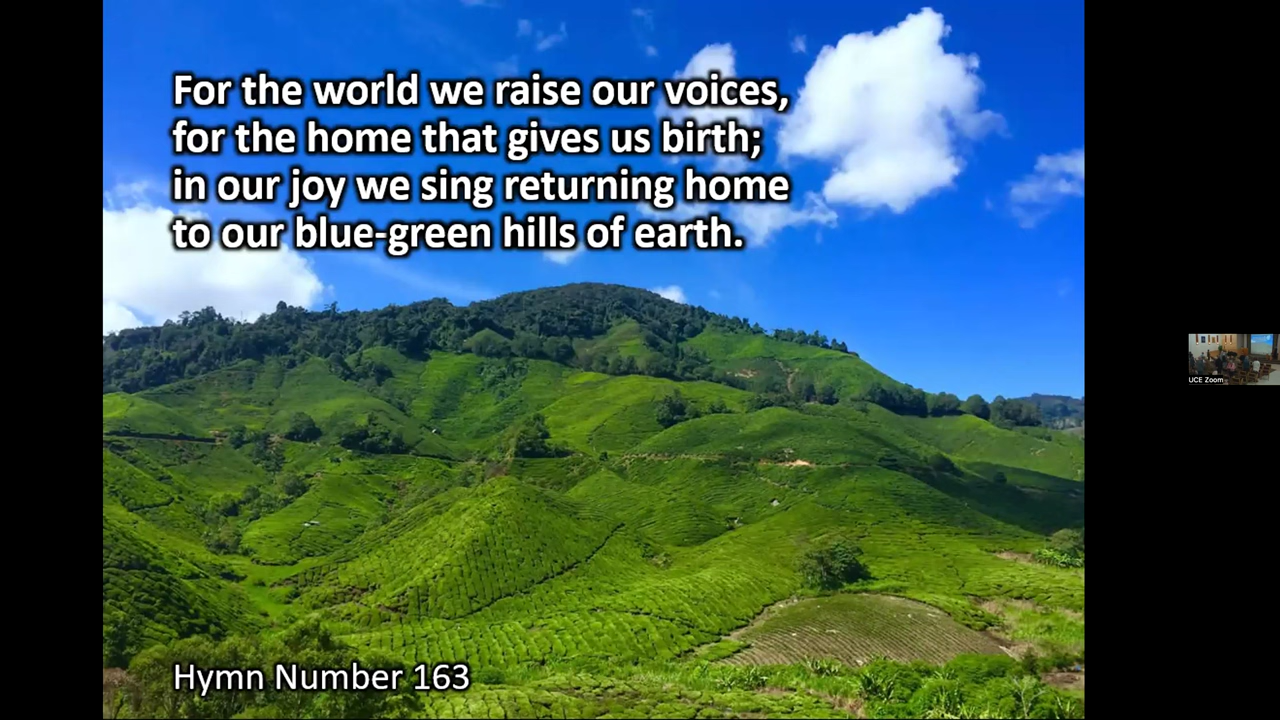 For the world we raise our voices,
for the home that gives us birth;
in our joy we sing returning home
to our blue-green hills of earth.
UCE Zoom
Hymn Number 163